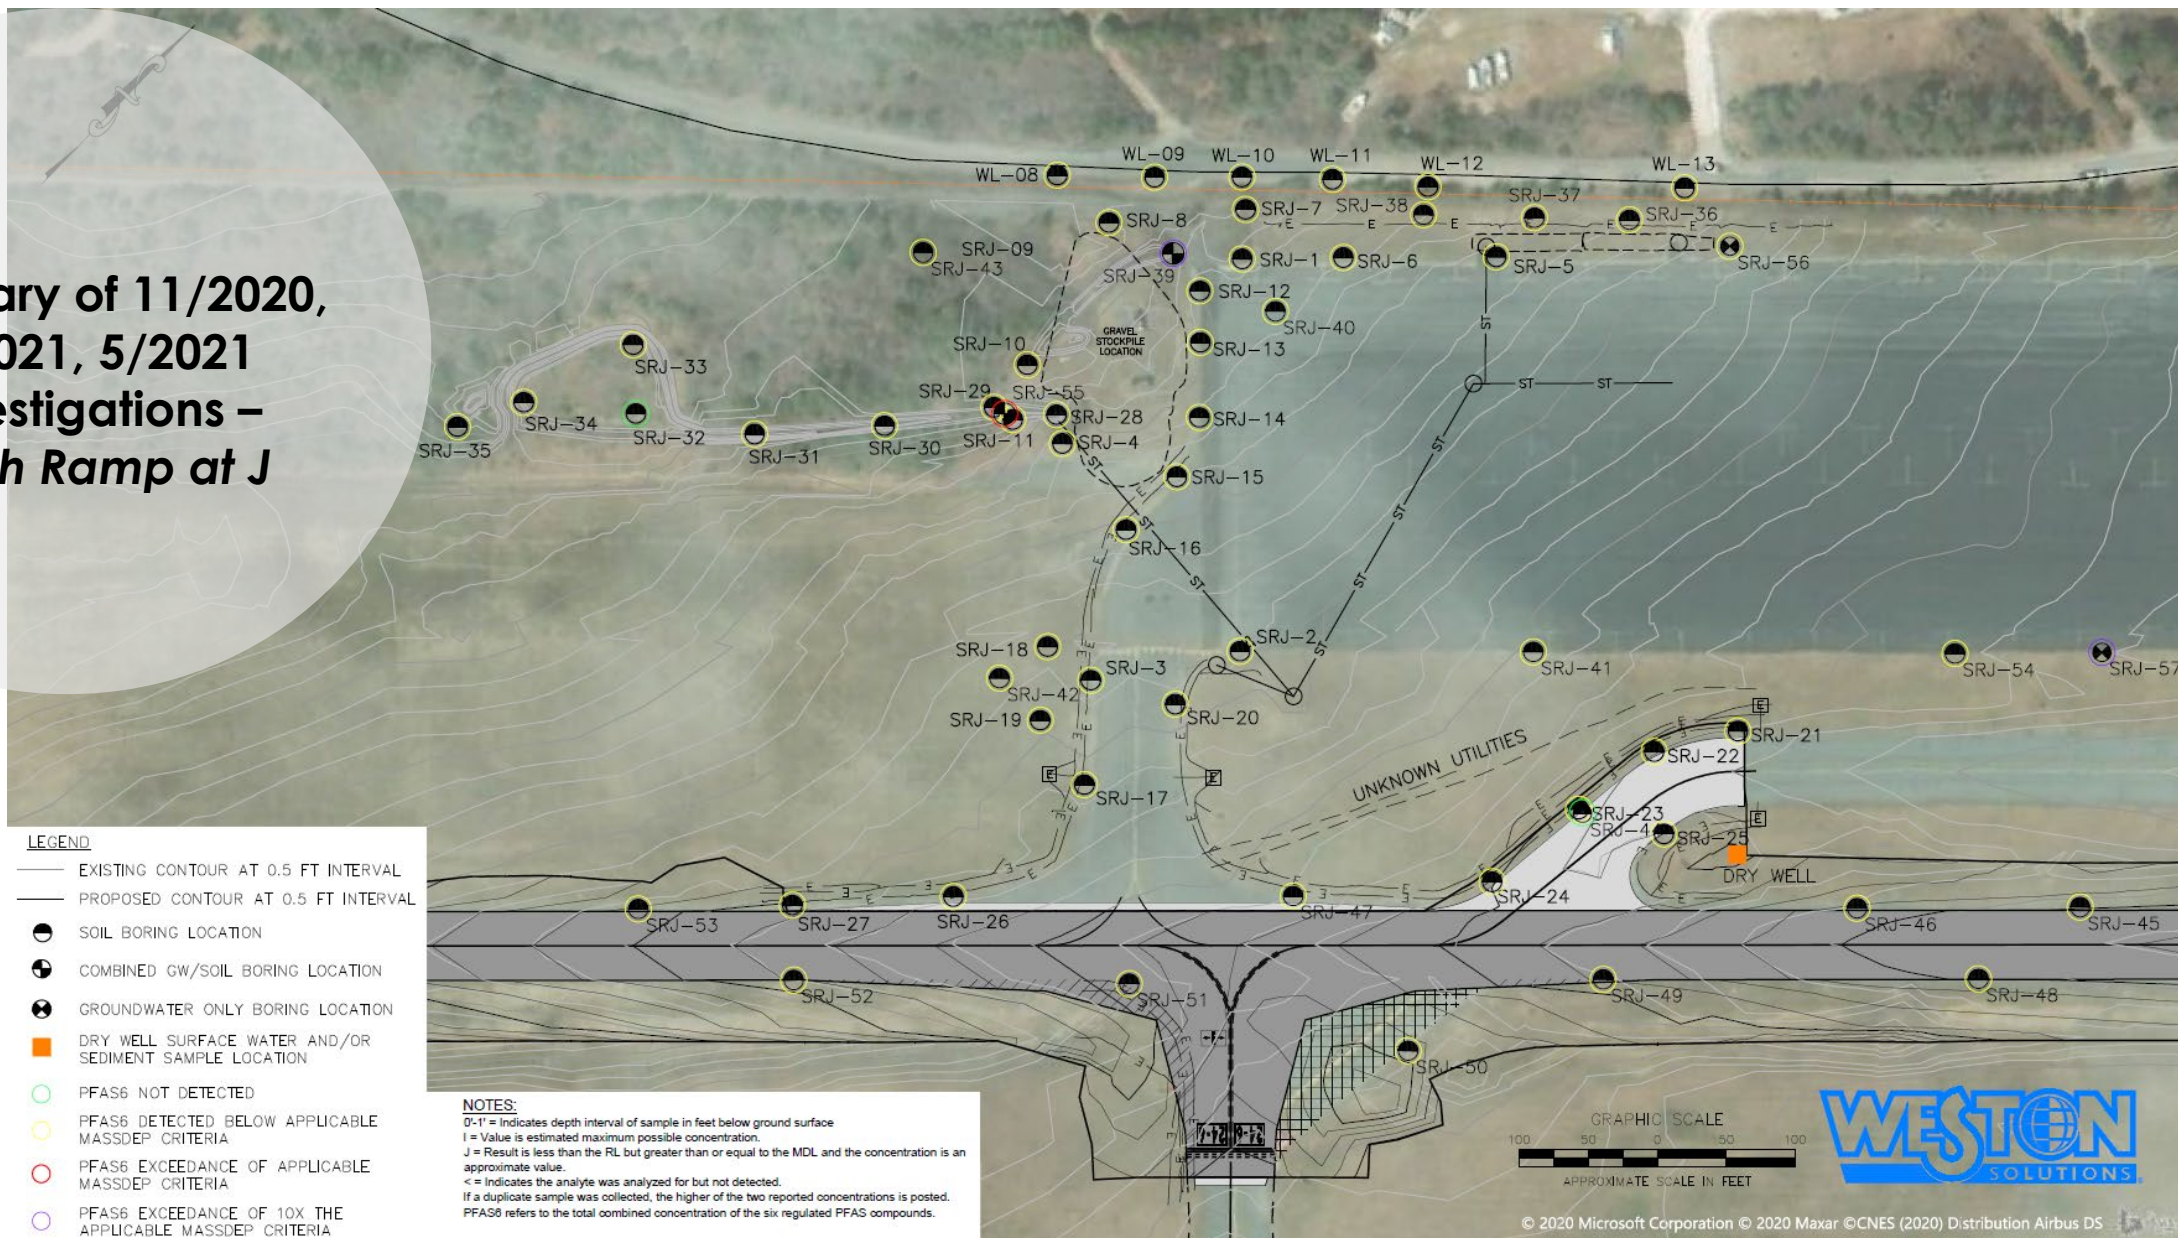 ary of 11/2020,
021, 5/2021
estigations –
h Ramp at J
WL-08
WL-09
WL-10
WL-11
WL-12
WL-13
SRJ-8
SRJ-7
SRJ-38
SRJ-37
SRJ-36
SRJ-09
SRJ-43
SRJ-39
SRJ-1
SRJ-6
SRJ-5
SRJ-56
SRJ-12
SRJ-40
SRJ-13
GRAVEL
STOCKPILE
LOCATION
SRJ-10
SRJ-33
SRJ-29
SRJ-55
SRJ-28
SRJ-14
SRJ-34
SRJ-32
SRJ-35
SRJ-31
SRJ-30
SRJ-11
SRJ-4
SRJ-15
SRJ-16
SRJ-18
SRJ-2
SRJ-3
SRJ-42
SRJ-19
SRJ-20
SRJ-41
SRJ-54
SRJ-57
UNKNOWN UTILITIES
SRJ-21
SRJ-22
SRJ-17
SRJ-23
SRJ-25
DRY WELL
SRJ-24
SRJ-53
SRJ-27
SRJ-26
SRJ-47
SRJ-46
SRJ-45
SRJ-52
SRJ-51
SRJ-49
SRJ-48
SRJ-50
LEGEND
EXISTING CONTOUR AT 0.5 FT INTERVAL
PROPOSED CONTOUR AT 0.5 FT INTERVAL
SOIL BORING LOCATION
COMBINED GW/SOIL BORING LOCATION
GROUNDWATER ONLY BORING LOCATION
DRY WELL SURFACE WATER AND/OR
SEDIMENT SAMPLE LOCATION
PFAS6 NOT DETECTED
PFAS6 DETECTED BELOW APPLICABLE
MASSDEP CRITERIA
PFAS6 EXCEEDANCE OF APPLICABLE
MASSDEP CRITERIA
PFAS6 EXCEEDANCE OF 10X THE
APPLICABLE MASSDEP CRITERIA
NOTES:
0'-1' = Indicates depth interval of sample in feet below ground surface
I = Value is estimated maximum possible concentration.
J = Result is less than the RL but greater than or equal to the MDL and the concentration is an
approximate value.
< = Indicates the analyte was analyzed for but not detected.
If a duplicate sample was collected, the higher of the two reported concentrations is posted.
PFAS6 refers to the total combined concentration of the six regulated PFAS compounds.
GRAPHIC SCALE
100 50 0 50 100
APPROXIMATE SCALE IN FEET
WESTON
SOLUTIONS
© 2020 Microsoft Corporation © 2020 Maxar ©CNES (2020) Distribution Airbus DS